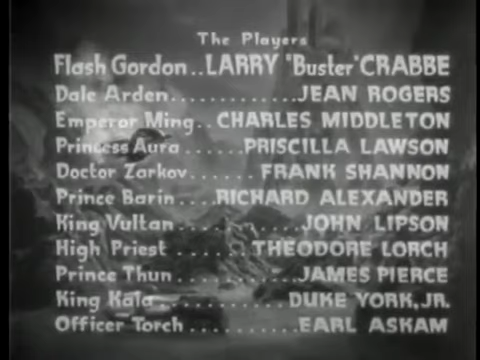 The Players
Flash Gordon..LARRY "Buster" CRABBE
Dale Arden.............JEAN ROGERS
Emperor Ming..CHARLES MIDDLETON
Princess Aura......PRISCILLA LAWSON
Doctor Zarkov......FRANK SHANNON
Prince Barin....RICHARD ALEXANDER
King Vultan...........JOHN LIPSON
High Priest......THEODORE LORCH
Prince Thun..........JAMES PIERCE
King Kala...........DUKE YORK, JR.
Officer Torch..........EARL ASKAM